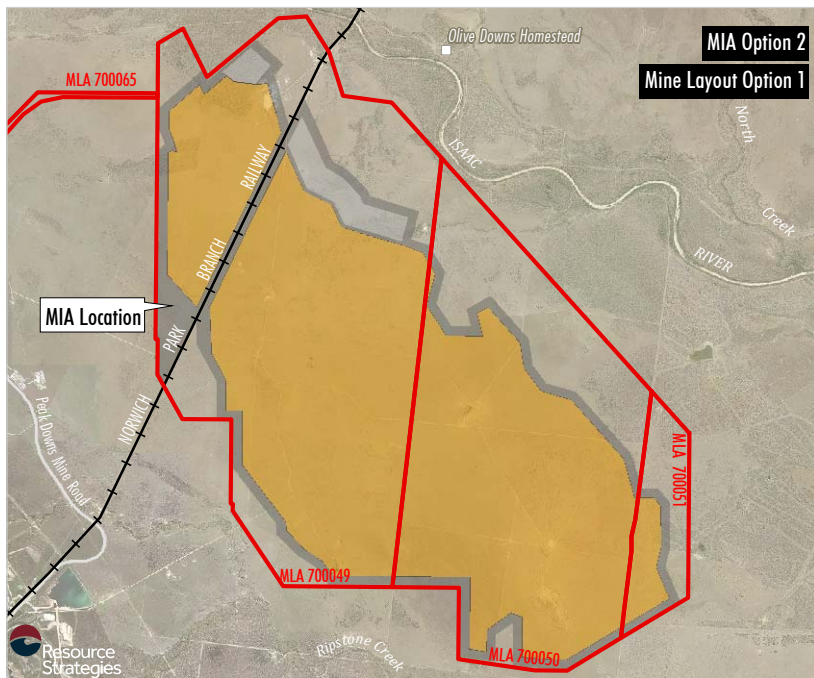 MIA Option 2
Mine Layout Option 1
Olive Downs Homestead
MLA 700065
North
Creek
ISAAC
RIVER
RAILWAY
BRANCH
PARK
NORWICH
MIA Location
Peak Downs Mine Road
MLA 700051
MLA 700049
MLA 700050
Ripstone Creek
Resource
Strategies